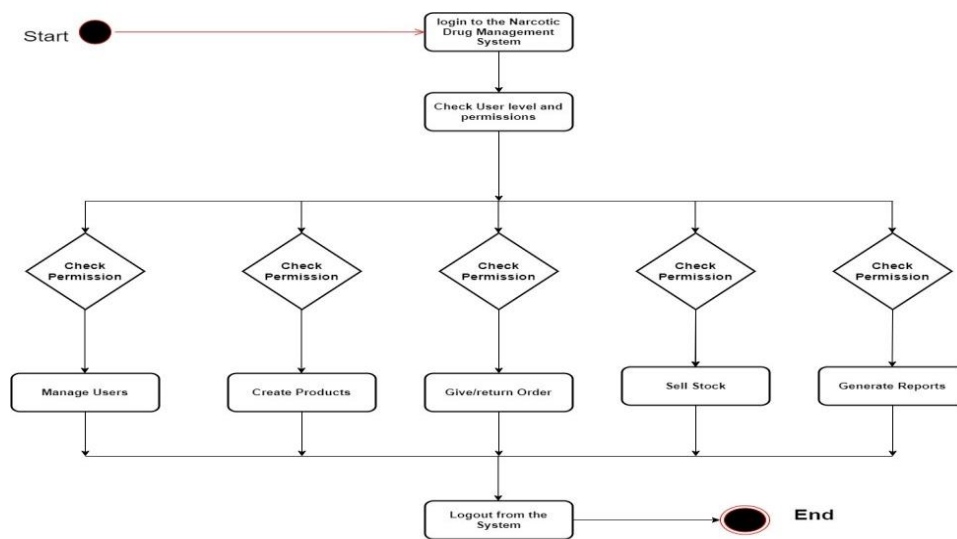 Start
login to the Narcotic
Drug Management
System
Check User level and
permissions
Check
Permission
Check
Permission
Check
Permission
Check
Permission
Check
Permission
Manage Users
Create Products
Give/return Order
Sell Stock
Generate Reports
Logout from the
System
End